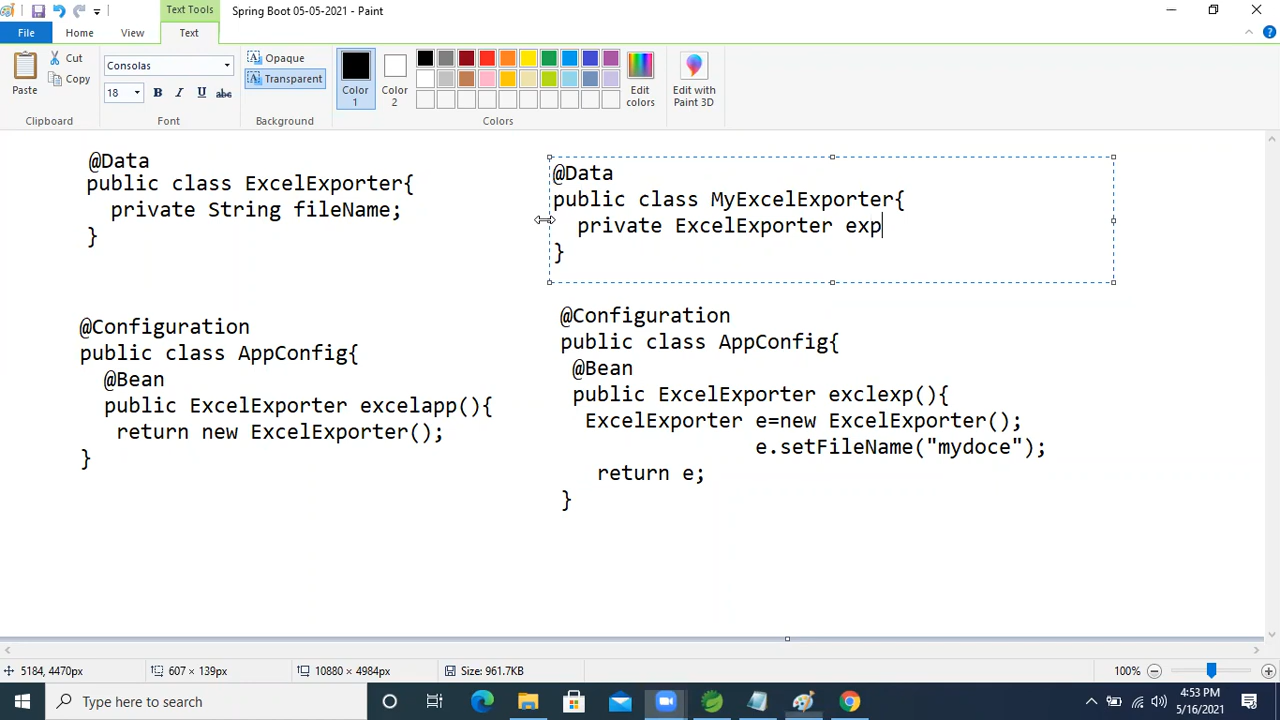 Text Tools
Spring Boot 05-05-2021 - Paint
File
Home
View
Text
Paste
Cut
Copy
Clipboard
Consolas
18
B
I
U
abc
Font
Opaque
Transparent
Background
Color 1
Color 2
Edit colors
Colors
Edit with Paint 3D
@Data
public class ExcelExporter{
private String fileName;
}
@Data
public class MyExcelExporter{
private ExcelExporter exp
}
@Configuration
public class AppConfig{
@Bean
public ExcelExporter excelapp(){
return new ExcelExporter();
}
@Configuration
public class AppConfig{
@Bean
public ExcelExporter exclexp(){
ExcelExporter e=new ExcelExporter();
e.setFileName("mydoce");
return e;
}
5184, 4470px
607 × 139px
10880 × 4984px
Size: 961.7KB
100%
Type here to search
4:53 PM
5/16/2021